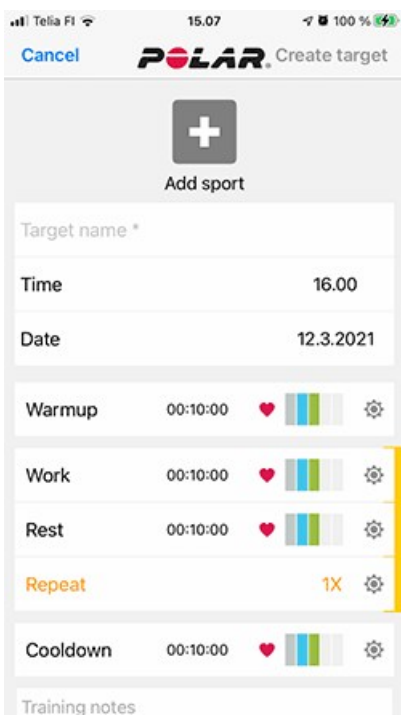 Telia FI 15.07 100 %
Cancel POLAR. Create target
Add sport
Target name *
Time 16.00
Date 12.3.2021
Warmup 00:10:00
Work 00:10:00
Rest 00:10:00
Repeat 1X
Cooldown 00:10:00
Training notes